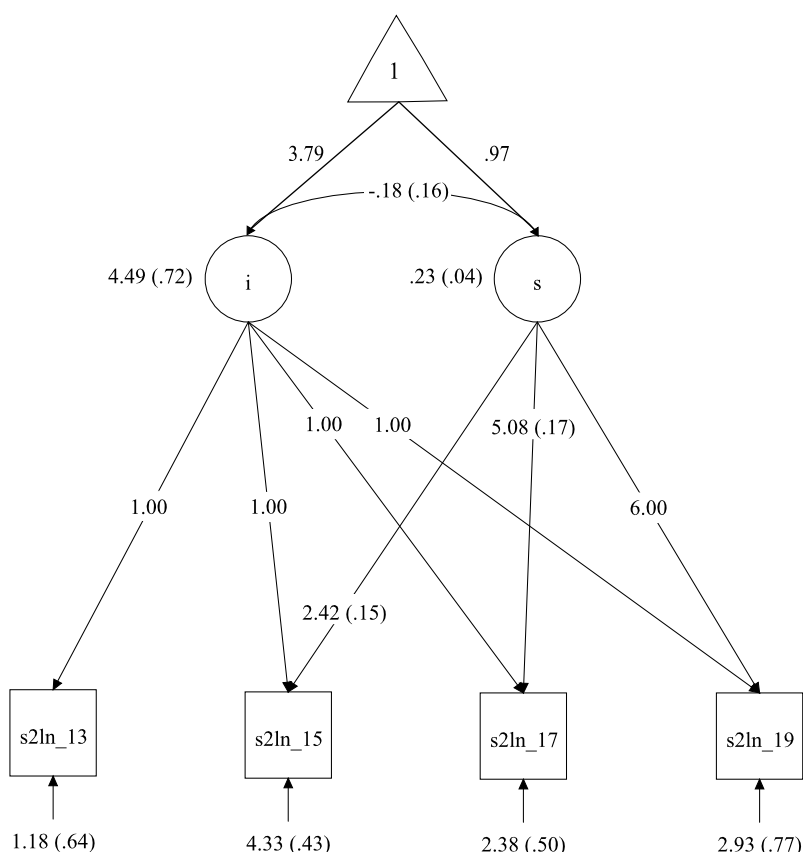 1
3.79
.97
-.18 (.16)
4.49 (.72)
i
.23 (.04)
s
1.00
1.00
5.08 (.17)
1.00
1.00
6.00
2.42 (.15)
s2ln_13
s2ln_15
s2ln_17
s2ln_19
1.18 (.64)
4.33 (.43)
2.38 (.50)
2.93 (.77)